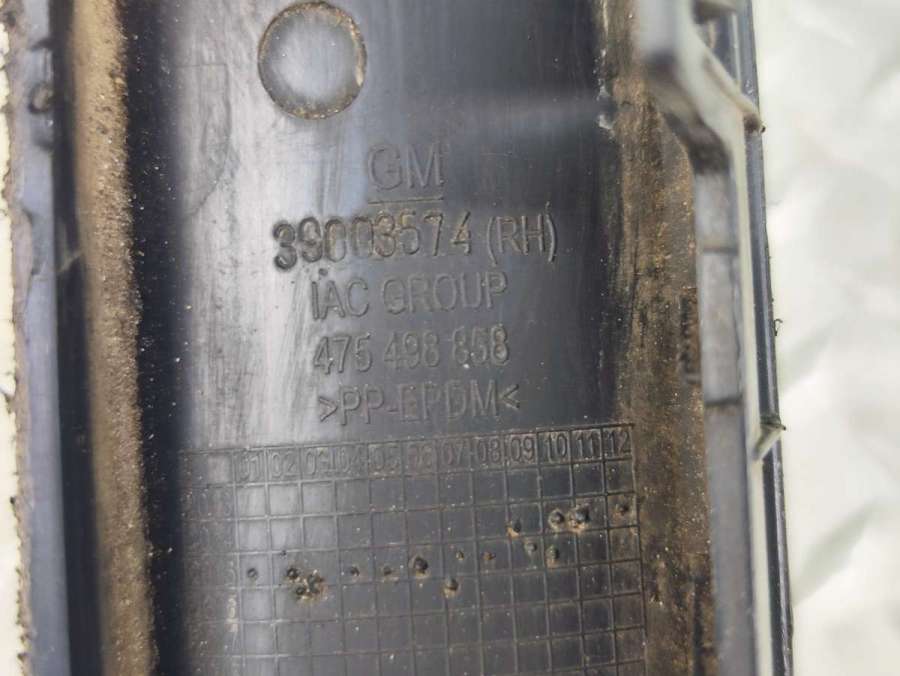 GM
39003574 (RH)
IAC GROUP
475 498 858
>PP-EPDM<
01 02 03 04 05 06 07 08 09 10 11 12